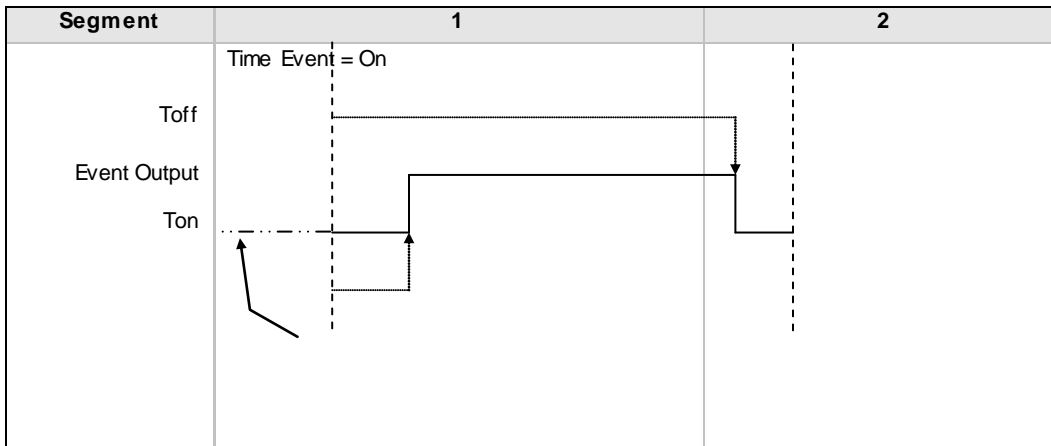 Segment 1 2
Time Event = On
Toff
Event Output
Ton